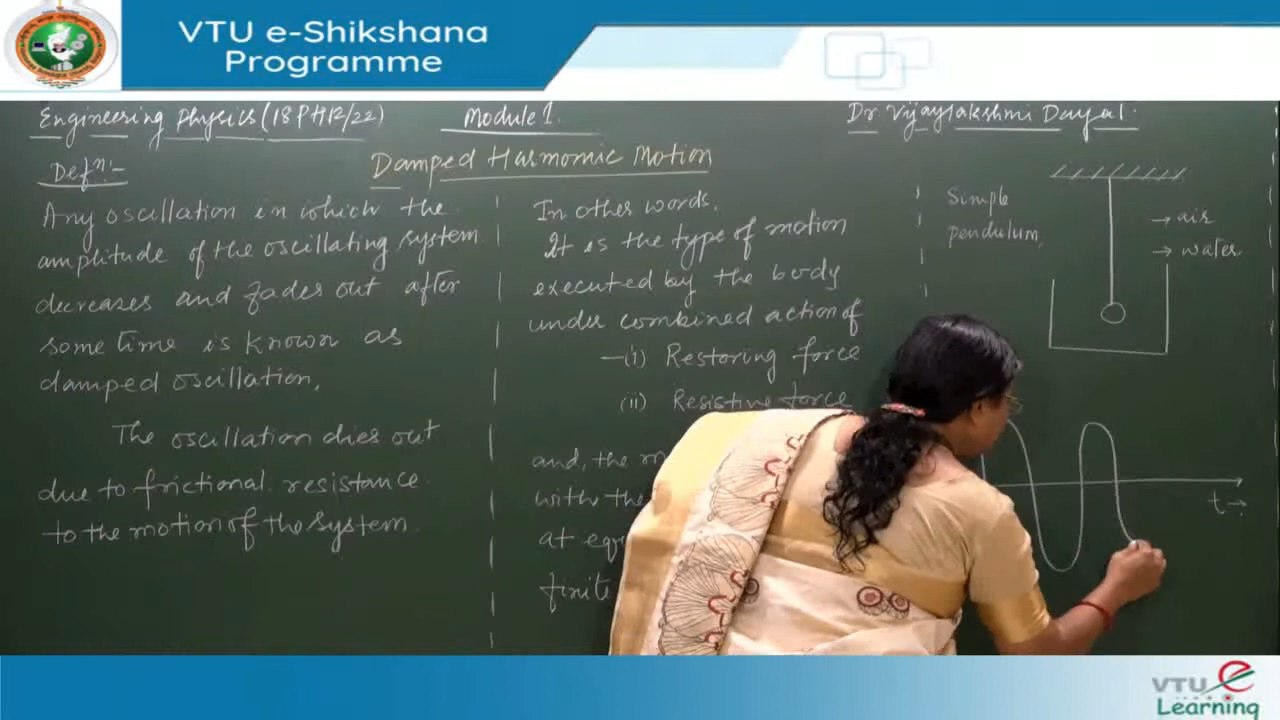 VTU e-Shikshana
Programme
Engineering Physics (18PH12/22)
Module 1.
Dr Vijaylakshmi Dayal.
Damped Harmonic Motion
Defn:-
Any oscillation in which the
amplitude of the oscillating system
decreases and fades out after
some time is known as
damped oscillation.
The oscillation dies out
due to frictional resistance
to the motion of the system.
In other words,
It is the type of motion
executed by the body
under combined action of
(i) Restoring force
(ii) Resistive force
and, the
with the
at
finite
Simple
pendulum,
→ air
→ water
t→
VTU
Learning